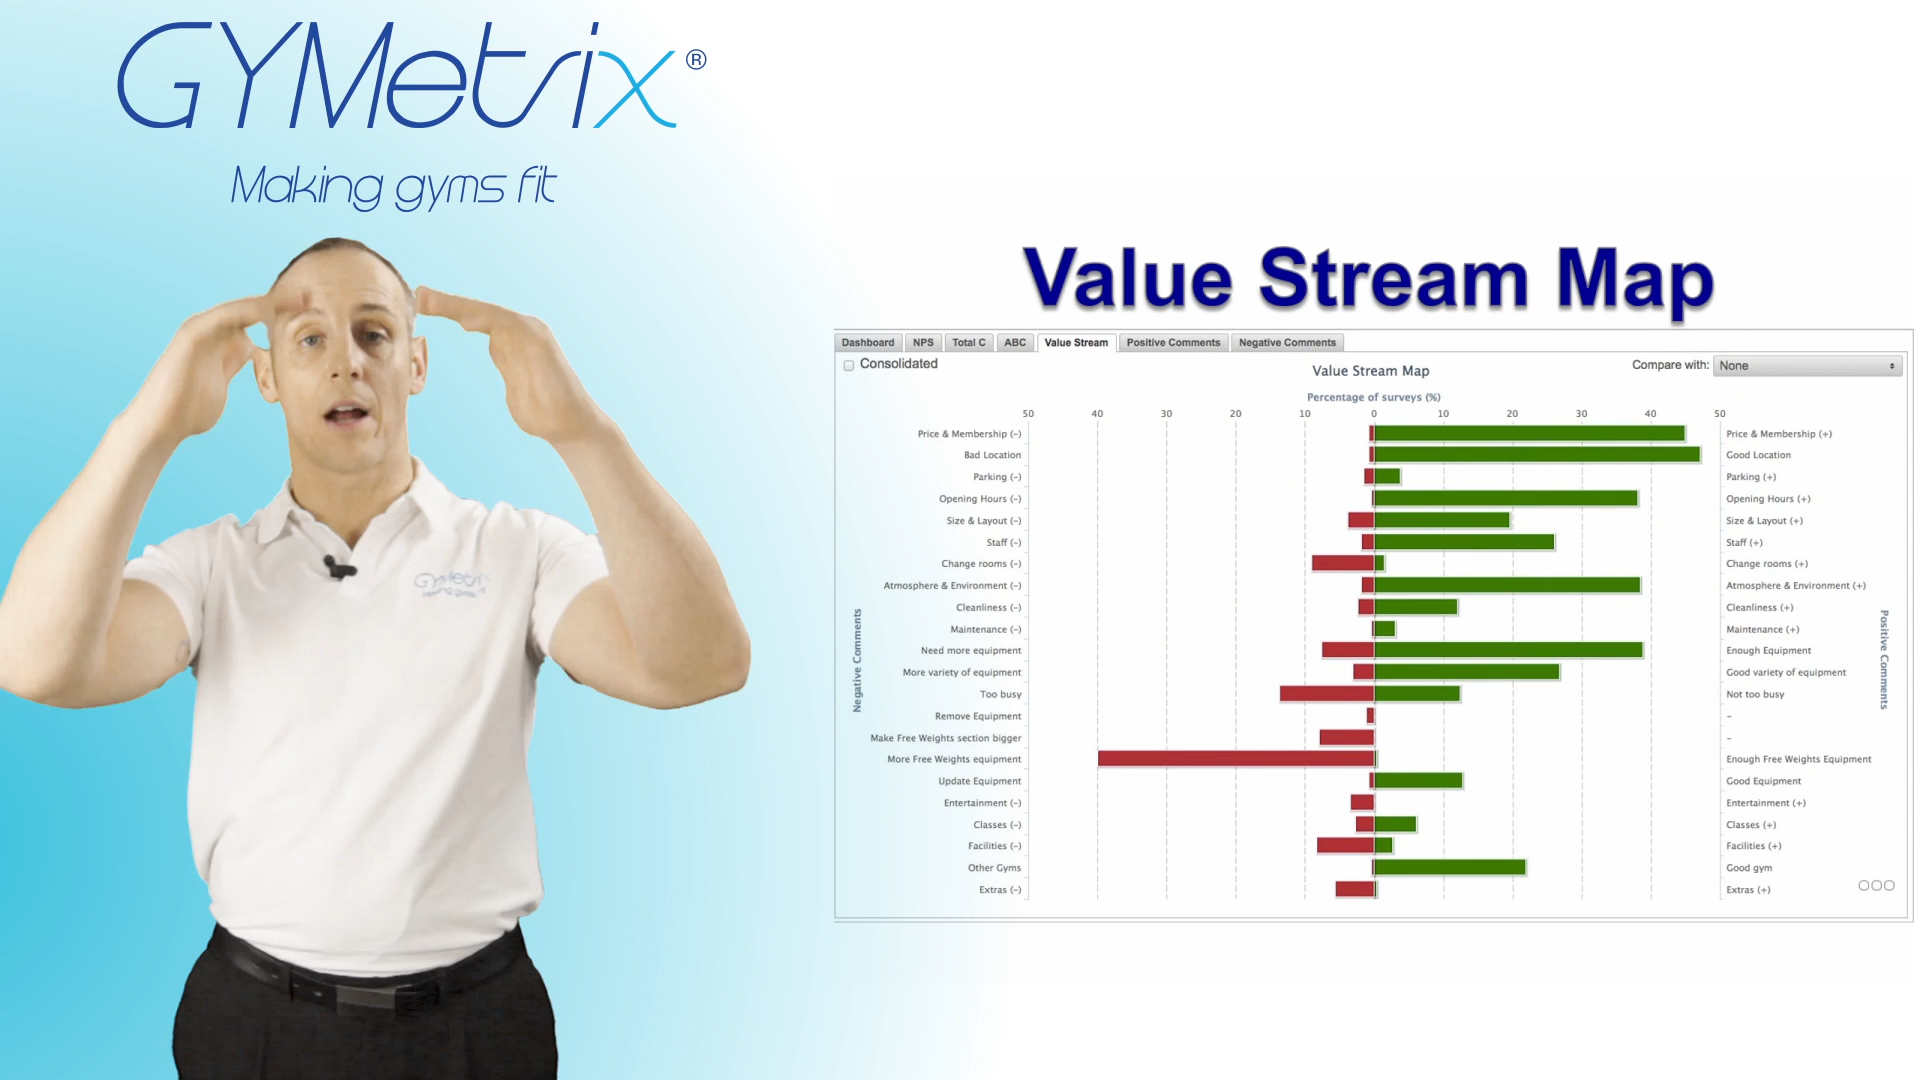 GYMetrix®
Making gyms fit
GYMetrix
Value Stream Map
Dashboard NPS Total C ABC Value Stream Positive Comments Negative Comments
Consolidated
Compare with: None
Value Stream Map
Percentage of surveys (%)
50 40 30 20 10 0 10 20 30 40 50
Price & Membership (-) Price & Membership (+)
Bad Location Good Location
Parking (-) Parking (+)
Opening Hours (-) Opening Hours (+)
Size & Layout (-) Size & Layout (+)
Staff (-) Staff (+)
Change rooms (-) Change rooms (+)
Atmosphere & Environment (-) Atmosphere & Environment (+)
Cleanliness (-) Cleanliness (+)
Maintenance (-) Maintenance (+)
Need more equipment Enough Equipment
More variety of equipment Good variety of equipment
Too busy Not too busy
Remove Equipment -
Make Free Weights section bigger -
More Free Weights equipment Enough Free Weights Equipment
Update Equipment Good Equipment
Entertainment (-) Entertainment (+)
Classes (-) Classes (+)
Facilities (-) Facilities (+)
Other Gyms Good gym
Extras (-) Extras (+)
Negative Comments
Positive Comments